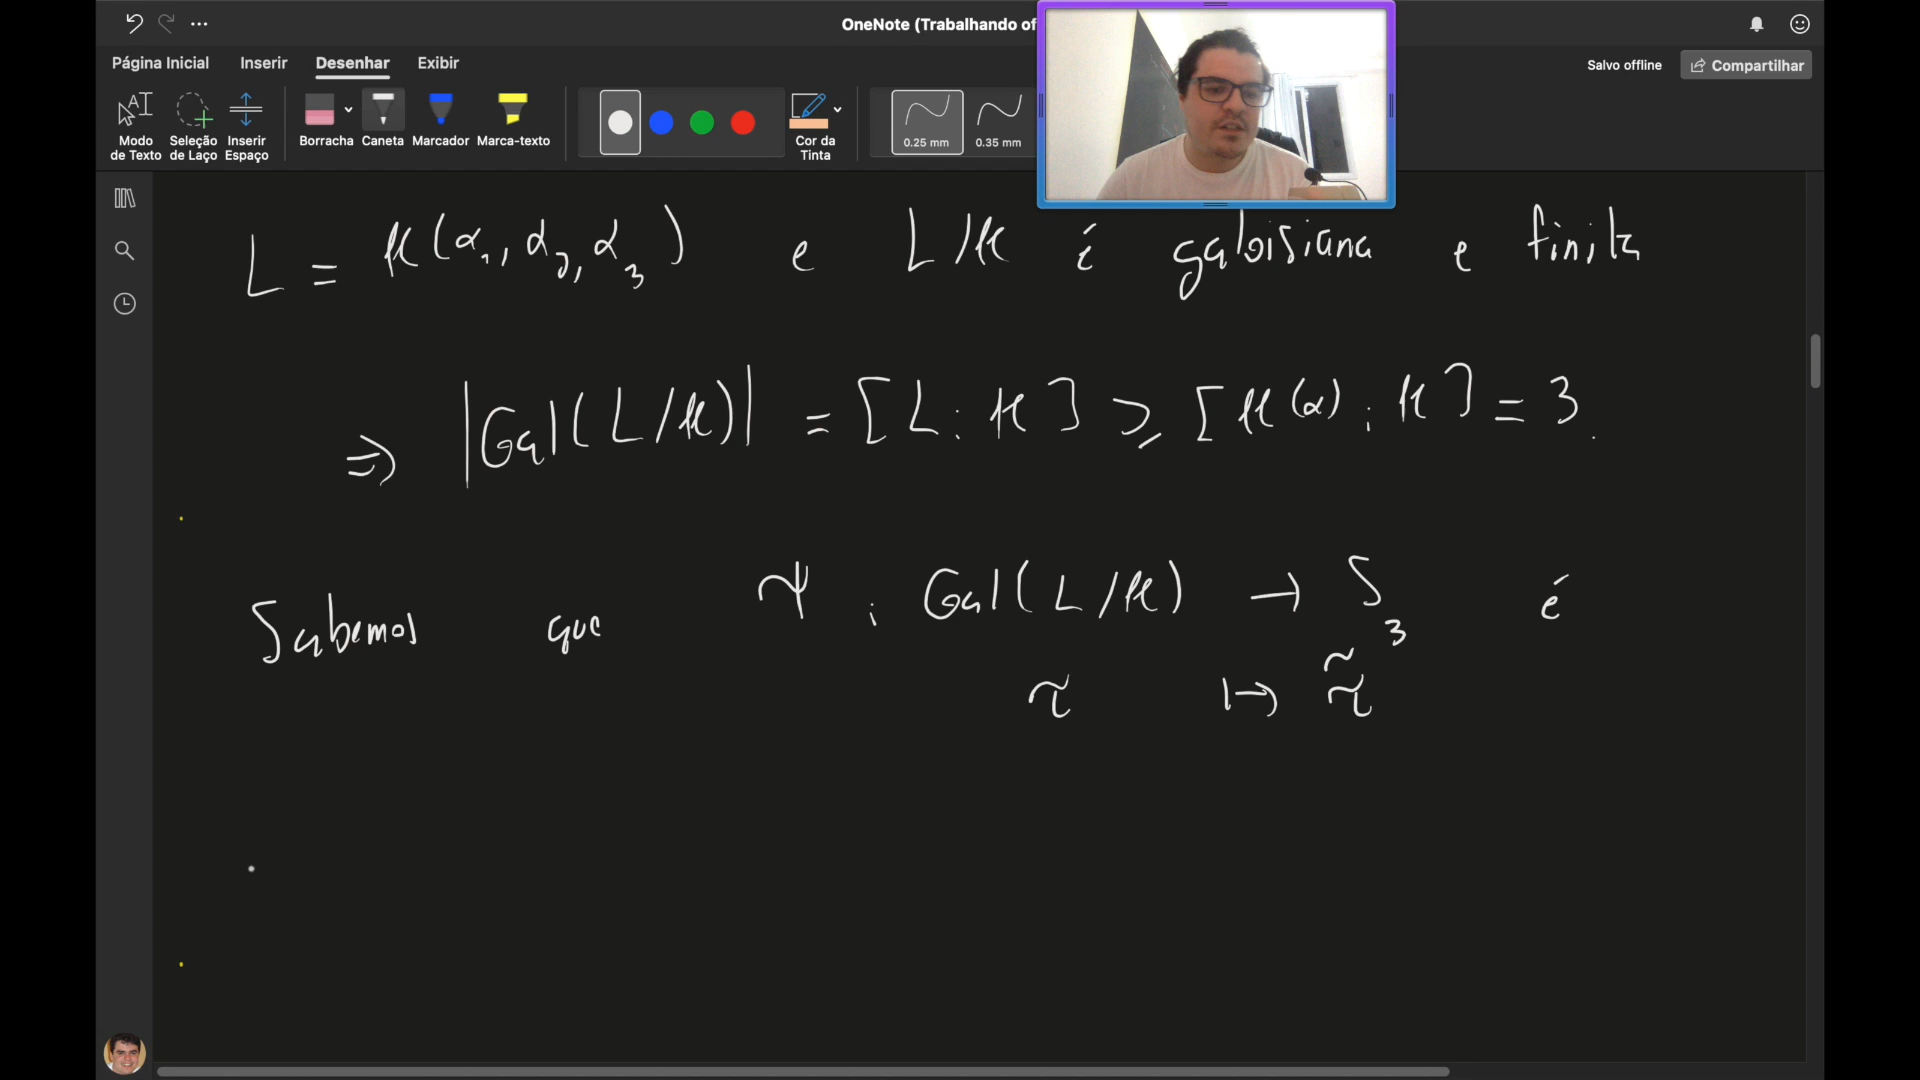 OneNote (Trabalhando of
Página Inicial Inserir Desenhar Exibir
Salvo offline Compartilhar
Modo de Texto
Seleção de Laço
Inserir Espaço
Borracha Caneta Marcador Marca-texto
Cor da Tinta
0.25 mm 0.35 mm
L = K(α₁, α₂, α₃) e L/K é galoisiana e finita
⇒ |Gal(L/K)| = [L : K] ≥ [K(α) : K] = 3.
Sabemos que Ψ : Gal(L/K) → S₃ é
τ ↦ τ̃